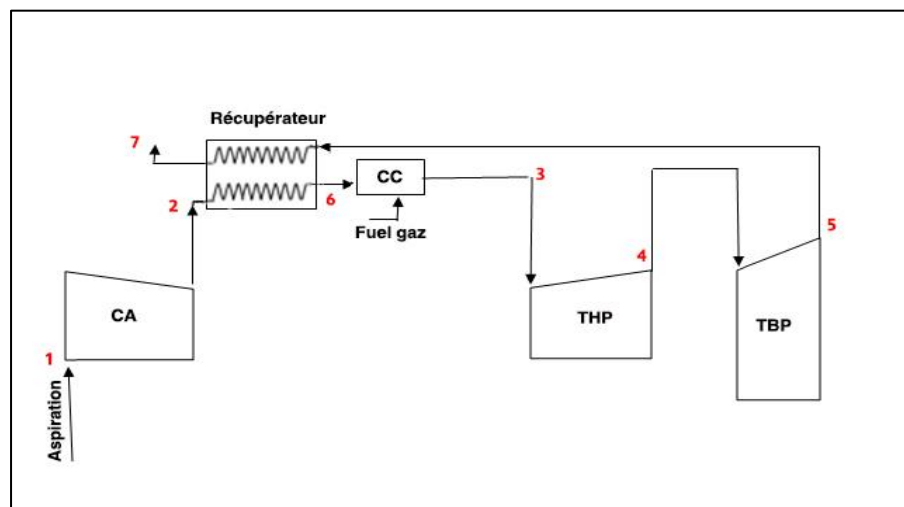 Récupérateur
7
CC
3
2
6
Fuel gaz
5
4
CA
THP
TBP
1
Aspiration